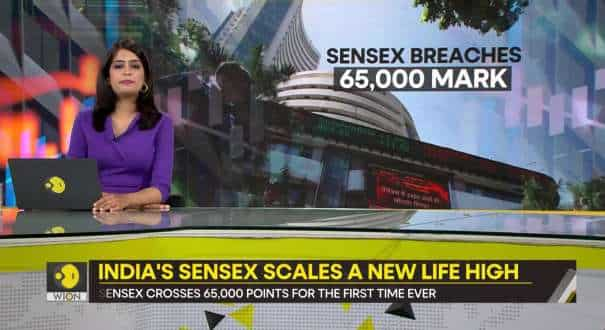 SENSEX BREACHES
65,000 MARK
INDIA'S SENSEX SCALES A NEW LIFE HIGH
SENSEX CROSSES 65,000 POINTS FOR THE FIRST TIME EVER
WION